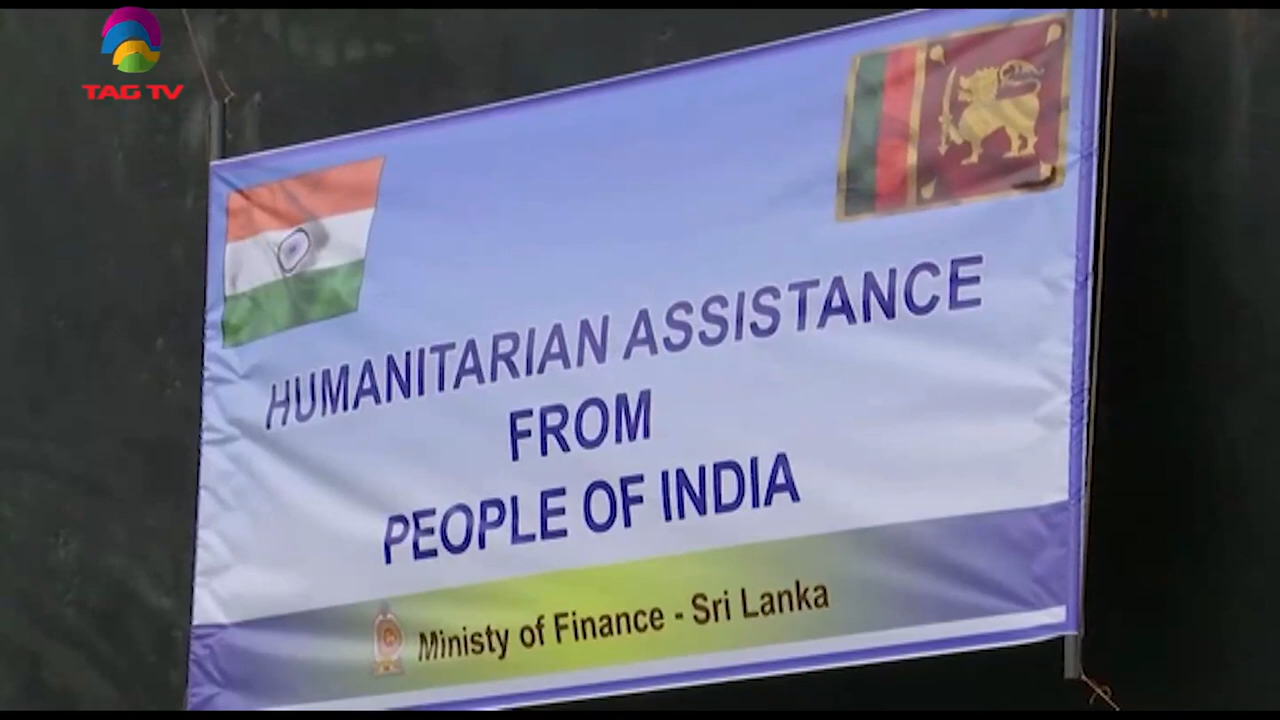 TAG TV
HUMANITARIAN ASSISTANCE
FROM
PEOPLE OF INDIA
Ministy of Finance - Sri Lanka